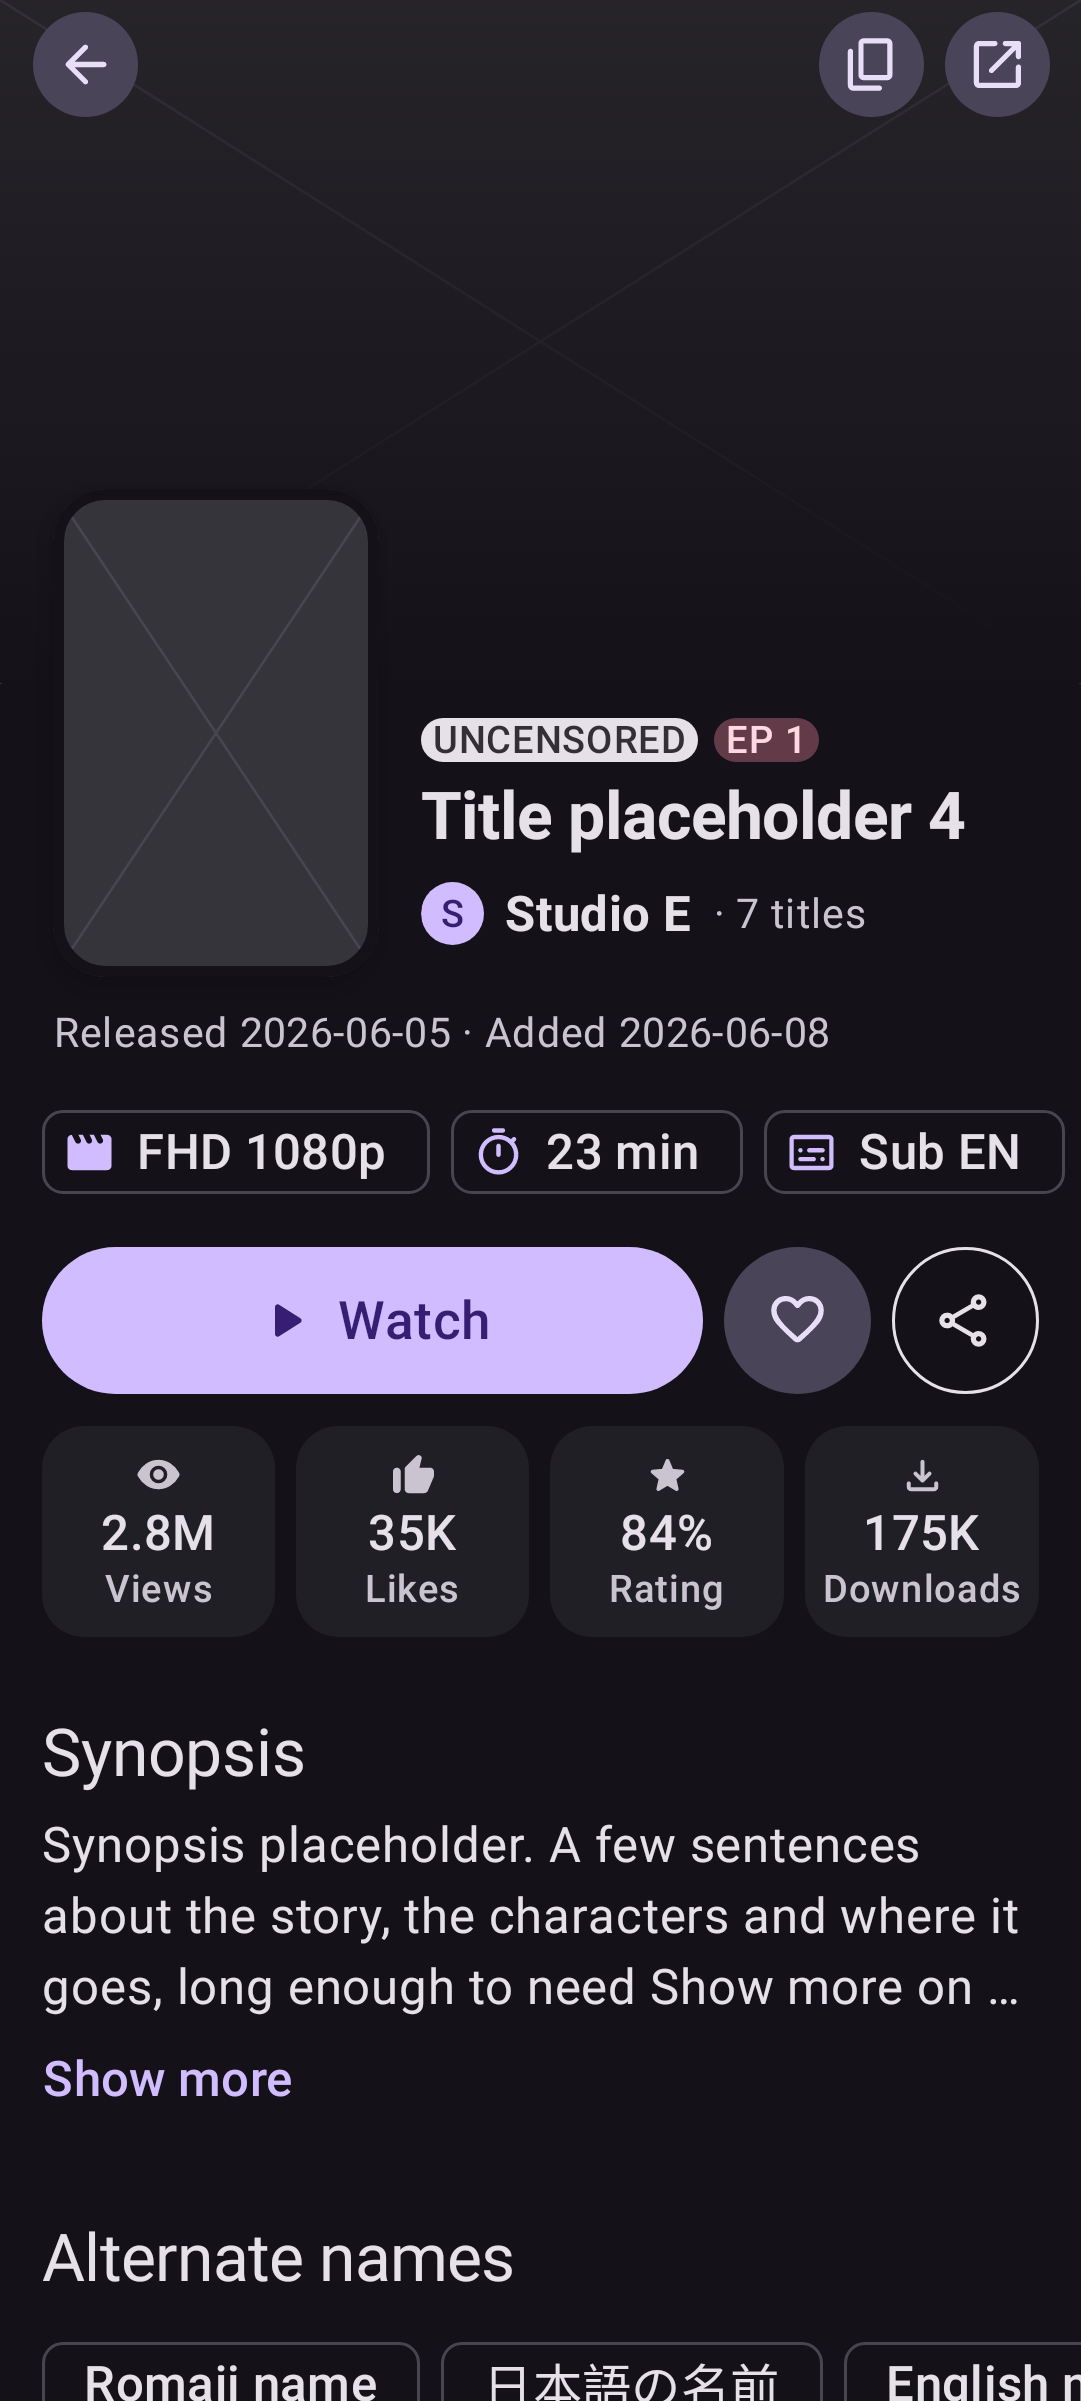 UNCENSORED EP 1
Title placeholder 4
S Studio E · 7 titles
Released 2026-06-05 · Added 2026-06-08
FHD 1080p 23 min Sub EN
Watch
2.8M 35K 84% 175K
Views Likes Rating Downloads
Synopsis
Synopsis placeholder. A few sentences
about the story, the characters and where it
goes, long enough to need Show more on …
Show more
Alternate names
Romaji name 日本語の名前 English